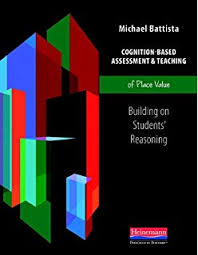 Michael Battista
COGNITION-BASED
ASSESSMENT & TEACHING
of Place Value
Building on
Students'
Reasoning
Heinemann